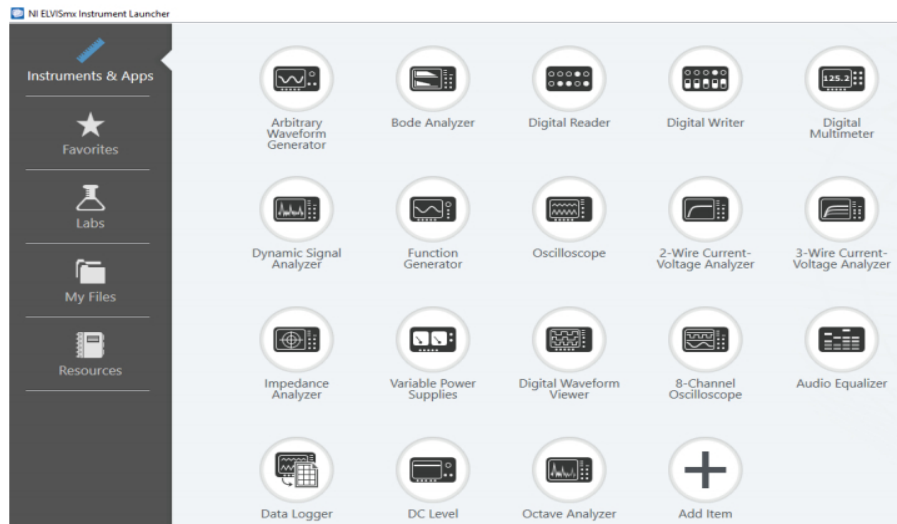 NI ELVISmx Instrument Launcher
Instruments & Apps
Favorites
Labs
My Files
Resources
Arbitrary
Waveform
Generator
Bode Analyzer
Digital Reader
Digital Writer
125.2
Digital
Multimeter
Dynamic Signal
Analyzer
Function
Generator
Oscilloscope
2-Wire Current-
Voltage Analyzer
3-Wire Current-
Voltage Analyzer
Impedance
Analyzer
Variable Power
Supplies
Digital Waveform
Viewer
8-Channel
Oscilloscope
Audio Equalizer
Data Logger
DC Level
Octave Analyzer
Add Item